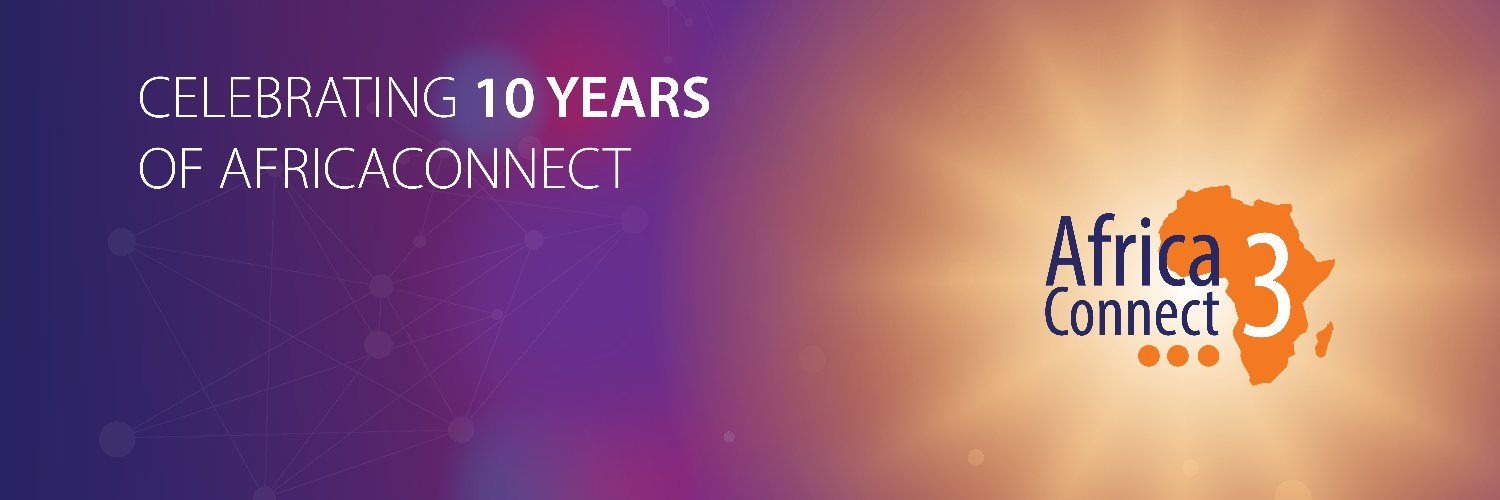 CELEBRATING 10 YEARS
OF AFRICACONNECT
Africa
Connect
3